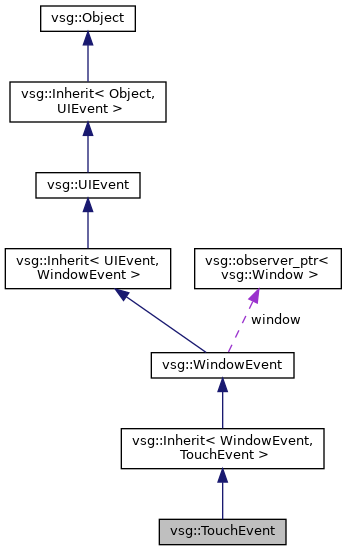 vsg::Object
vsg::Inherit< Object,
UIEvent >
vsg::UIEvent
vsg::Inherit< UIEvent,
WindowEvent >
vsg::observer_ptr<
vsg::Window >
window
vsg::WindowEvent
vsg::Inherit< WindowEvent,
TouchEvent >
vsg::TouchEvent